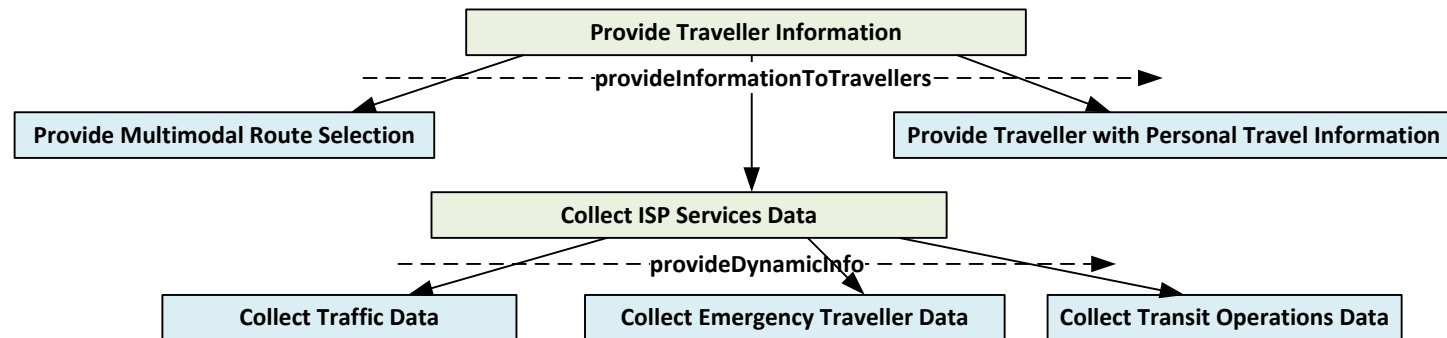 Provide Traveller Information
provideInformationToTravellers
Provide Multimodal Route Selection
Provide Traveller with Personal Travel Information
Collect ISP Services Data
provideDynamicInfo
Collect Traffic Data
Collect Emergency Traveller Data
Collect Transit Operations Data